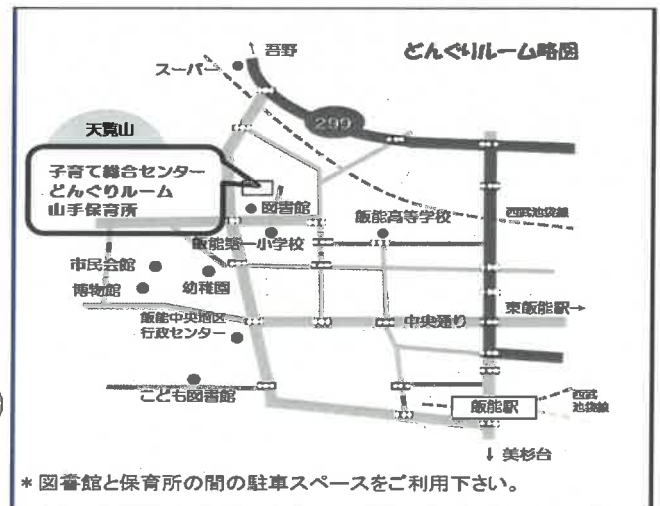 どんぐりルーム略図
↑ 吾野
スーパー
天覧山
299
子育て総合センター
どんぐりルーム
山手保育所
図書館
飯能高等学校
西武池袋線
飯能第一小学校
市民会館
博物館
幼稚園
東飯能駅→
飯能中央地区
行政センター
中央通り
こども図書館
飯能駅
西武
池袋線
↓ 美杉台
*図書館と保育所の間の駐車スペースをご利用下さい。